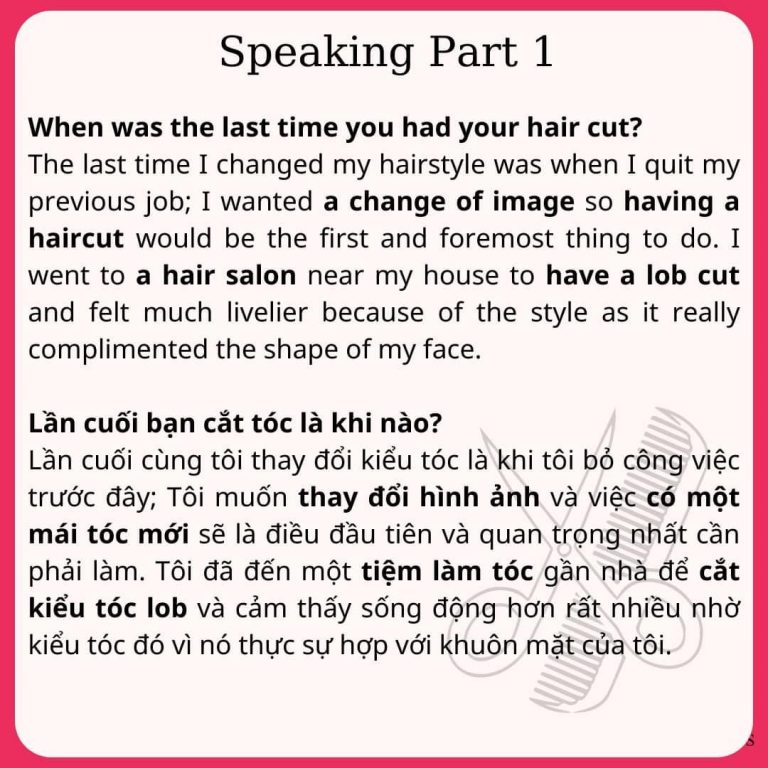 Speaking Part 1
When was the last time you had your hair cut?
The last time I changed my hairstyle was when I quit my
previous job; I wanted a change of image so having a
haircut would be the first and foremost thing to do. I
went to a hair salon near my house to have a lob cut
and felt much livelier because of the style as it really
complimented the shape of my face.
Lần cuối bạn cắt tóc là khi nào?
Lần cuối cùng tôi thay đổi kiểu tóc là khi tôi bỏ công việc
trước đây; Tôi muốn thay đổi hình ảnh và việc có một
mái tóc mới sẽ là điều đầu tiên và quan trọng nhất cần
phải làm. Tôi đã đến một tiệm làm tóc gần nhà để cắt
kiểu tóc lob và cảm thấy sống động hơn rất nhiều nhờ
kiểu tóc đó vì nó thực sự hợp với khuôn mặt của tôi.